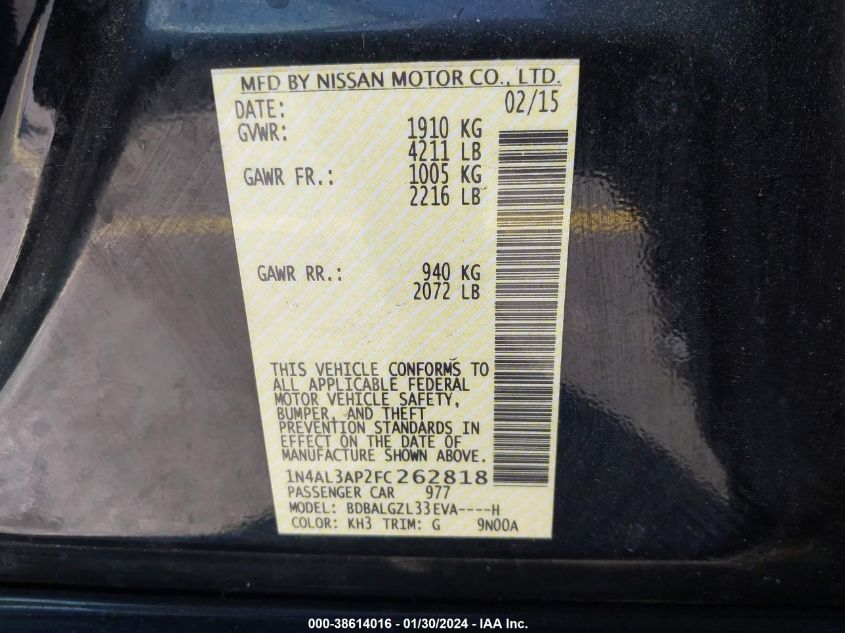 MFD BY NISSAN MOTOR CO., LTD.
DATE: 02/15
GVWR: 1910 KG
4211 LB
GAWR FR.: 1005 KG
2216 LB
GAWR RR.: 940 KG
2072 LB
THIS VEHICLE CONFORMS TO
ALL APPLICABLE FEDERAL
MOTOR VEHICLE SAFETY,
BUMPER, AND THEFT
PREVENTION STANDARDS IN
EFFECT ON THE DATE OF
MANUFACTURE SHOWN ABOVE.
1N4AL3AP2FC262818
PASSENGER CAR 977
MODEL: BDBALGZL33EVA----H
COLOR: KH3 TRIM: G 9N00A
000-38614016 - 01/30/2024 - IAA Inc.